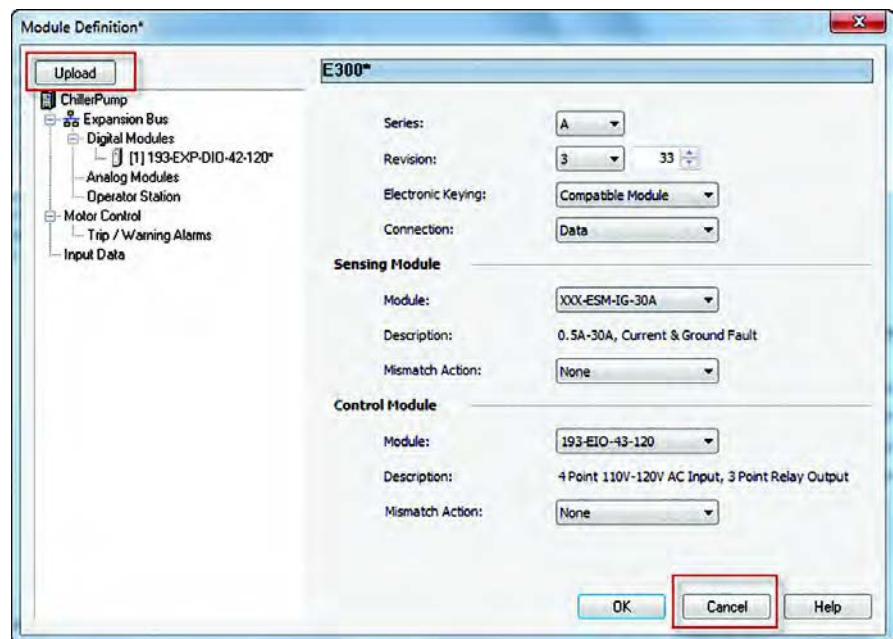 Module Definition*
Upload
E300*
ChillerPump
Expansion Bus
Digital Modules
[1] 193-EXP-DIO-42-120*
Analog Modules
Operator Station
Motor Control
Trip / Warning Alarms
Input Data
Series: A
Revision: 3 33
Electronic Keying: Compatible Module
Connection: Data
Sensing Module
Module: XXX-ESM-IG-30A
Description: 0.5A-30A, Current & Ground Fault
Mismatch Action: None
Control Module
Module: 193-EIO-43-120
Description: 4 Point 110V-120V AC Input, 3 Point Relay Output
Mismatch Action: None
OK Cancel Help